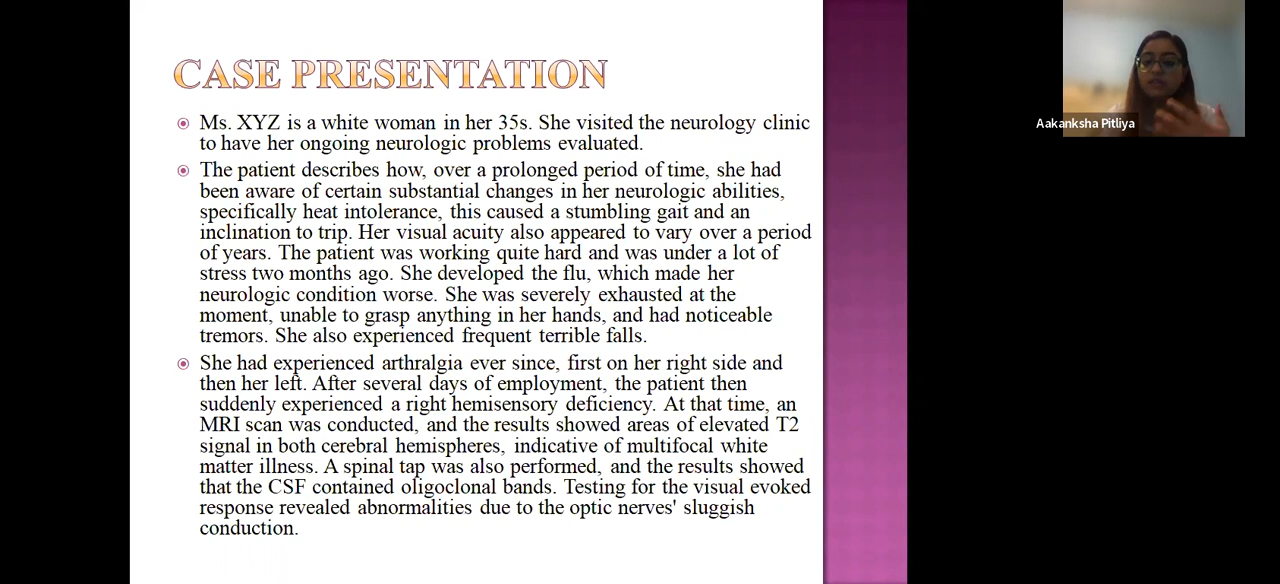 CASE PRESENTATION
Ms. XYZ is a white woman in her 35s. She visited the neurology clinic
to have her ongoing neurologic problems evaluated.
The patient describes how, over a prolonged period of time, she had
been aware of certain substantial changes in her neurologic abilities,
specifically heat intolerance, this caused a stumbling gait and an
inclination to trip. Her visual acuity also appeared to vary over a period
of years. The patient was working quite hard and was under a lot of
stress two months ago. She developed the flu, which made her
neurologic condition worse. She was severely exhausted at the
moment, unable to grasp anything in her hands, and had noticeable
tremors. She also experienced frequent terrible falls.
She had experienced arthralgia ever since, first on her right side and
then her left. After several days of employment, the patient then
suddenly experienced a right hemisensory deficiency. At that time, an
MRI scan was conducted, and the results showed areas of elevated T2
signal in both cerebral hemispheres, indicative of multifocal white
matter illness. A spinal tap was also performed, and the results showed
that the CSF contained oligoclonal bands. Testing for the visual evoked
response revealed abnormalities due to the optic nerves' sluggish
conduction.
Aakanksha Pitliya